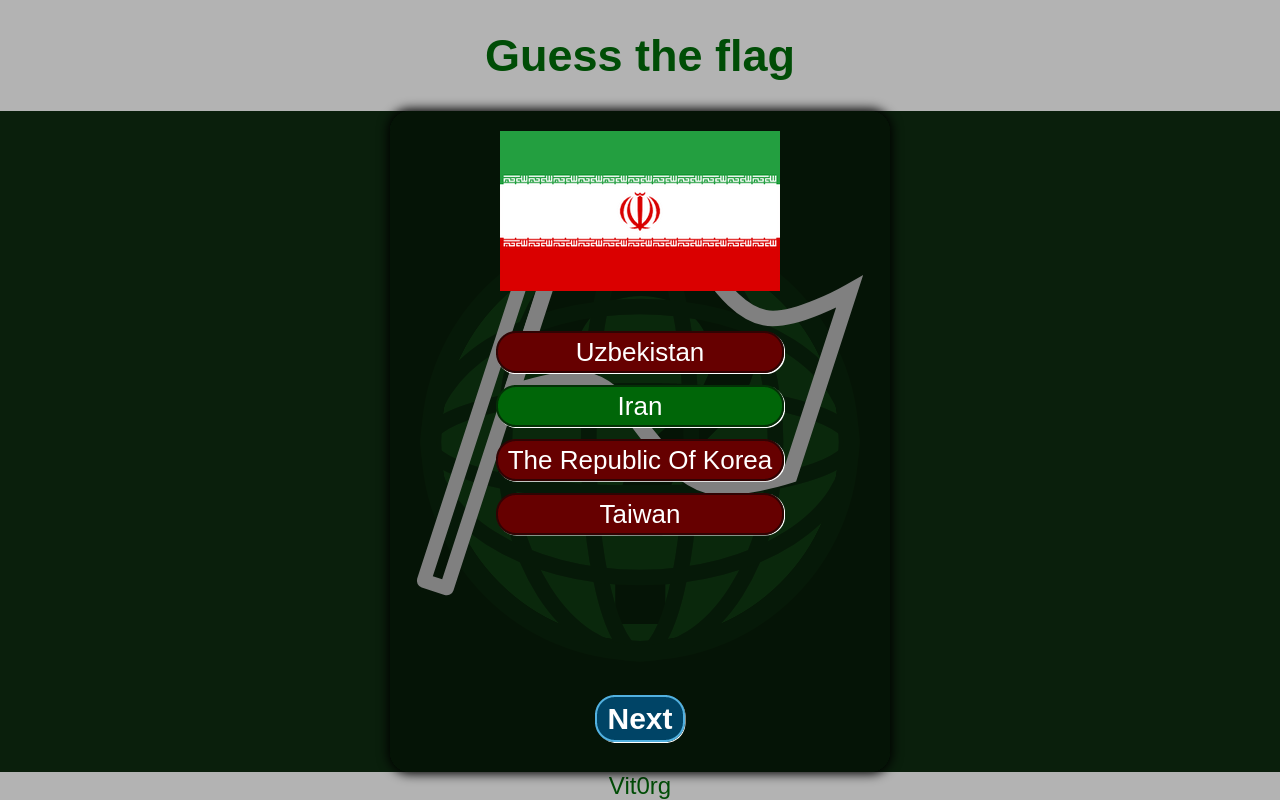 Guess the flag
Uzbekistan
Iran
The Republic Of Korea
Taiwan
Next
Vit0rg